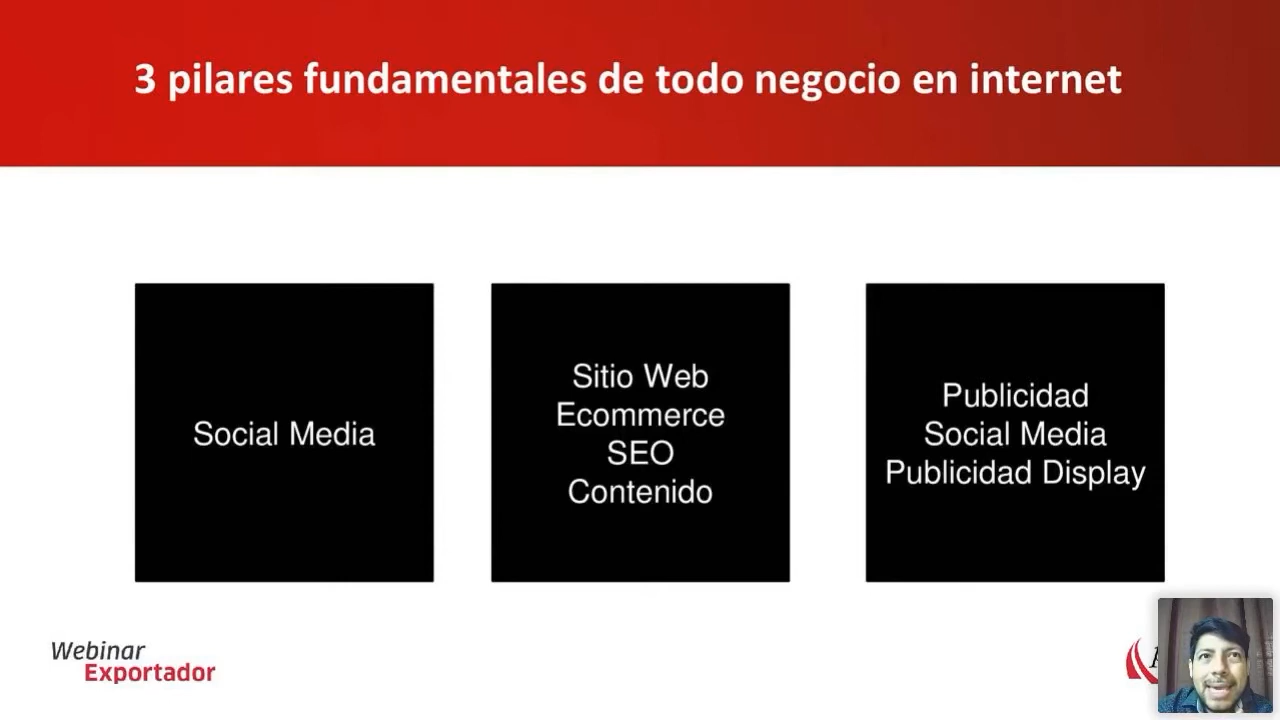 3 pilares fundamentales de todo negocio en internet
Social Media
Sitio Web
Ecommerce
SEO
Contenido
Publicidad
Social Media
Publicidad Display
Webinar
Exportador